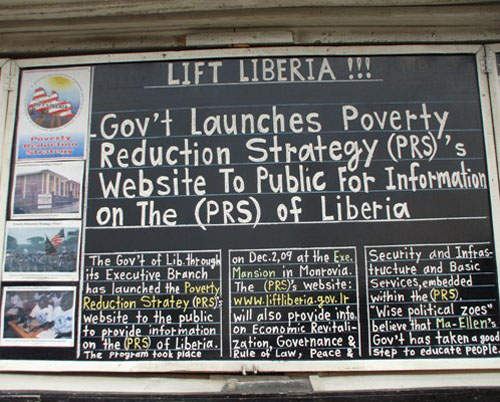 LIFT LIBERIA !!!
Gov't Launches Poverty
Reduction Strategy (PRS)'s
Website To Public For Information
on The (PRS) of Liberia
The Gov't of Lib. through
its Executive Branch
has launched the Poverty
Reduction Stratey (PRS)'s
website to the public
to provide information
on the (PRS) of Liberia.
The program took place
on Dec. 2, 09 at the Exe.
Mansion in Monrovia.
The (PRS)'s website:
www.liftliberia.gov.lr
will also provide info.
on Economic Revitali-
zation, Governance &
Rule of Law, Peace &
Security and Infras-
tructure and Basic
Services, embedded
within the (PRS).
"Wise political zoes"
believe that Ma-Ellen's
Gov't has taken a good
step to educate people.
Poverty
Reduction
Strategy